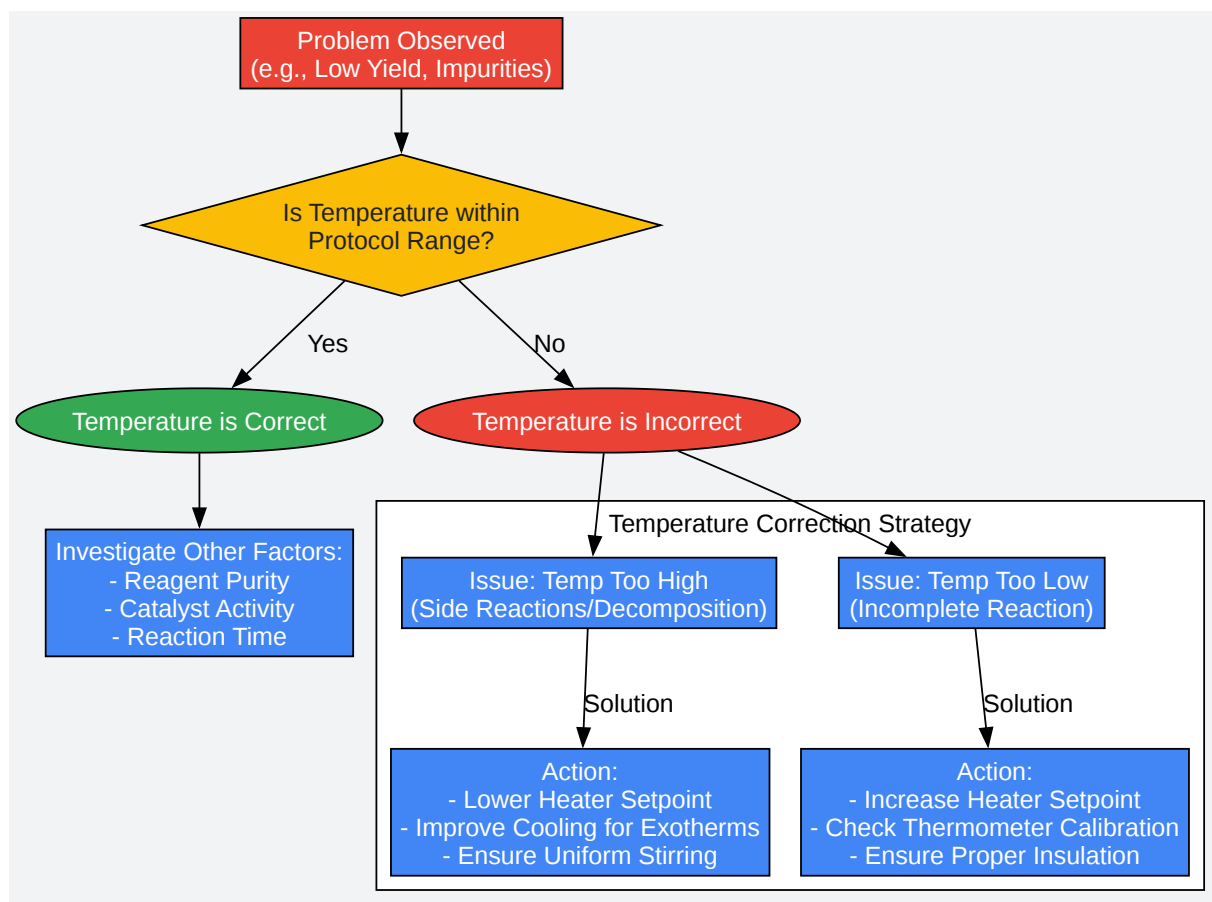 Problem Observed
(e.g., Low Yield, Impurities)
Is Temperature within
Protocol Range?
Yes
No
Temperature is Correct
Temperature is Incorrect
Investigate Other Factors:
- Reagent Purity
- Catalyst Activity
- Reaction Time
Temperature Correction Strategy
Issue: Temp Too High
(Side Reactions/Decomposition)
Issue: Temp Too Low
(Incomplete Reaction)
Solution
Solution
Action:
- Lower Heater Setpoint
- Improve Cooling for Exotherms
- Ensure Uniform Stirring
Action:
- Increase Heater Setpoint
- Check Thermometer Calibration
- Ensure Proper Insulation